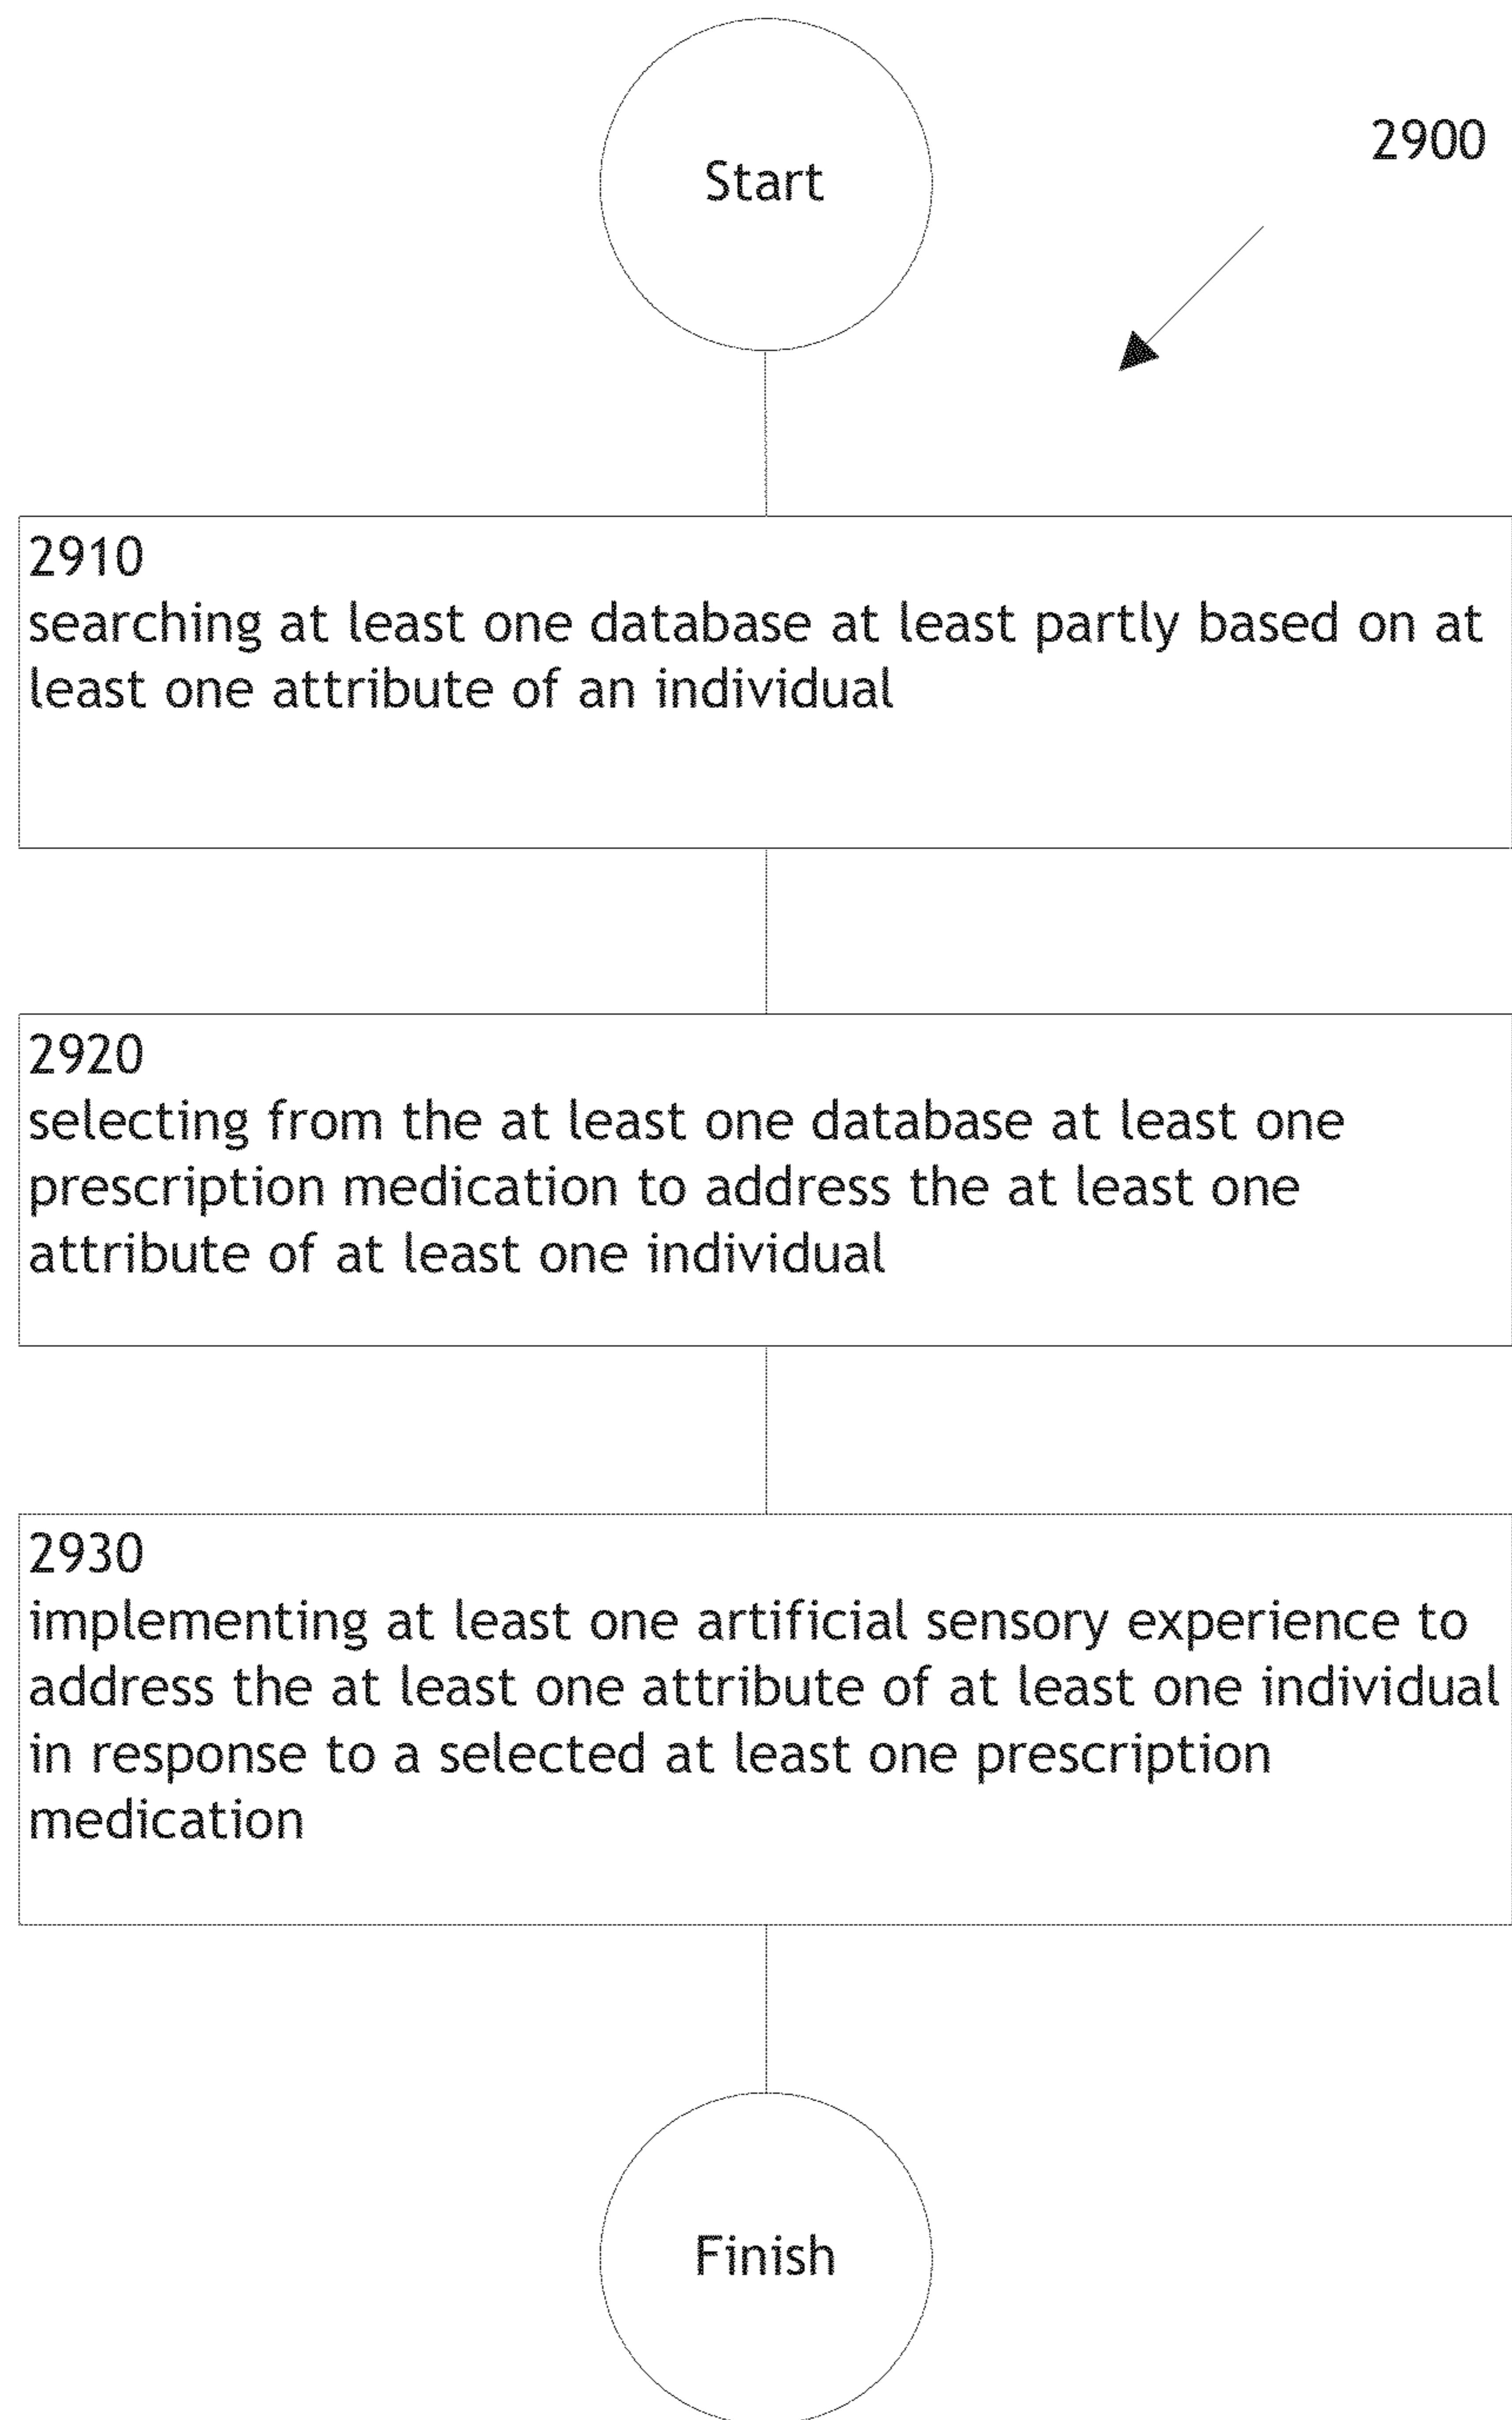 Start
2900
2910
searching at least one database at least partly based on at
least one attribute of an individual
2920
selecting from the at least one database at least one
prescription medication to address the at least one
attribute of at least one individual
2930
implementing at least one artificial sensory experience to
address the at least one attribute of at least one individual
in response to a selected at least one prescription
medication
Finish